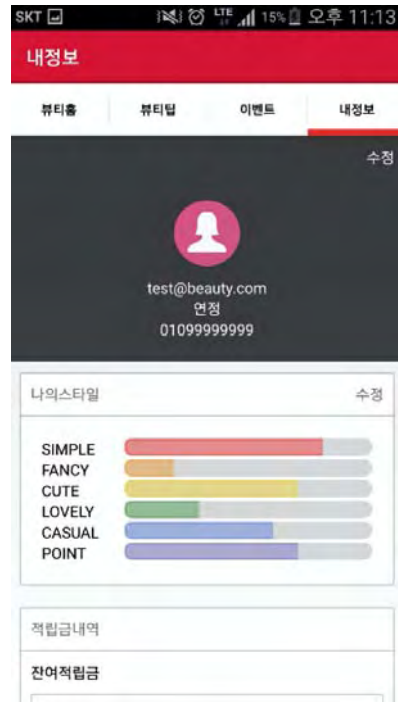 SKT LTE 15% 오후 11:13
내정보
뷰티홈 뷰티팁 이벤트 내정보
수정
test@beauty.com
연정
01099999999
나의스타일 수정
SIMPLE
FANCY
CUTE
LOVELY
CASUAL
POINT
적립금내역
잔여적립금